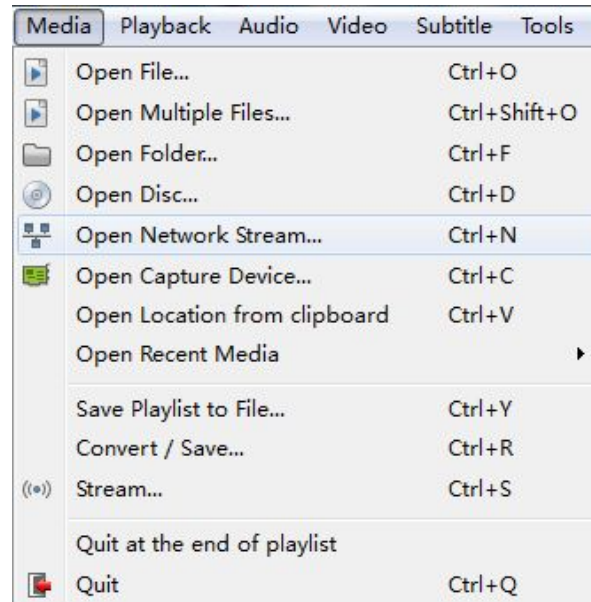 Media Playback Audio Video Subtitle Tools
Open File... Ctrl+O
Open Multiple Files... Ctrl+Shift+O
Open Folder... Ctrl+F
Open Disc... Ctrl+D
Open Network Stream... Ctrl+N
Open Capture Device... Ctrl+C
Open Location from clipboard Ctrl+V
Open Recent Media
Save Playlist to File... Ctrl+Y
Convert / Save... Ctrl+R
Stream... Ctrl+S
Quit at the end of playlist
Quit Ctrl+Q